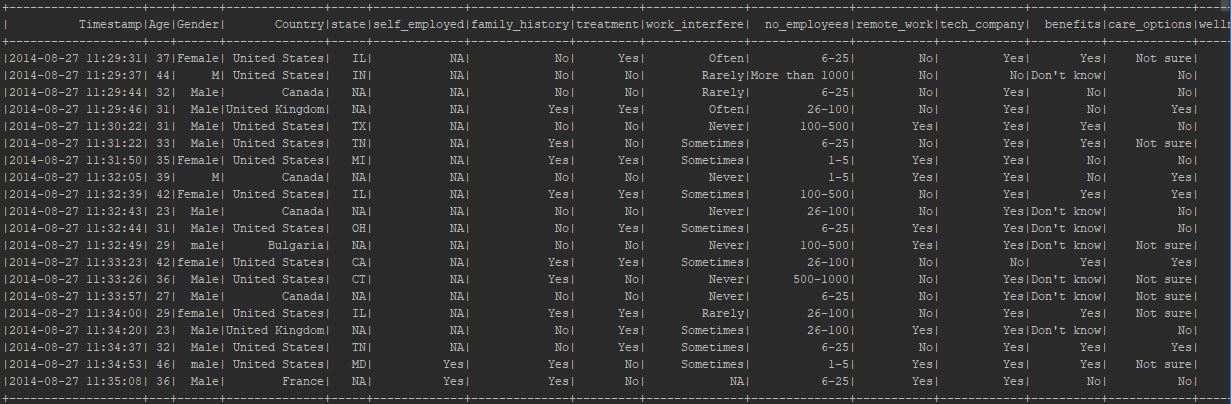 +-------------------+---+------+--------------+-----+-------------+--------------+---------+--------------+--------------+-----------+------------+----------+------------+-----
|          Timestamp|Age|Gender|       Country|state|self_employed|family_history|treatment|work_interfere|  no_employees|remote_work|tech_company|  benefits|care_options|welln
+-------------------+---+------+--------------+-----+-------------+--------------+---------+--------------+--------------+-----------+------------+----------+------------+-----
|2014-08-27 11:29:31| 37|Female| United States|   IL|           NA|            No|      Yes|         Often|          6-25|         No|         Yes|       Yes|    Not sure|
|2014-08-27 11:29:37| 44|     M| United States|   IN|           NA|            No|       No|        Rarely|More than 1000|         No|          No|Don't know|          No|
|2014-08-27 11:29:44| 32|  Male|        Canada|   NA|           NA|            No|       No|        Rarely|          6-25|         No|         Yes|        No|          No|
|2014-08-27 11:29:46| 31|  Male|United Kingdom|   NA|           NA|           Yes|      Yes|         Often|        26-100|         No|         Yes|        No|         Yes|
|2014-08-27 11:30:22| 31|  Male| United States|   TX|           NA|            No|       No|         Never|       100-500|        Yes|         Yes|       Yes|          No|
|2014-08-27 11:31:22| 33|  Male| United States|   TN|           NA|           Yes|       No|     Sometimes|          6-25|         No|         Yes|       Yes|    Not sure|
|2014-08-27 11:31:50| 35|Female| United States|   MI|           NA|           Yes|      Yes|     Sometimes|           1-5|        Yes|         Yes|        No|          No|
|2014-08-27 11:32:05| 39|     M|        Canada|   NA|           NA|            No|       No|         Never|           1-5|        Yes|         Yes|        No|         Yes|
|2014-08-27 11:32:39| 42|Female| United States|   IL|           NA|           Yes|      Yes|     Sometimes|       100-500|         No|         Yes|       Yes|         Yes|
|2014-08-27 11:32:43| 23|  Male|        Canada|   NA|           NA|            No|       No|         Never|        26-100|         No|         Yes|Don't know|          No|
|2014-08-27 11:32:44| 31|  Male| United States|   OH|           NA|            No|      Yes|     Sometimes|          6-25|        Yes|         Yes|Don't know|          No|
|2014-08-27 11:32:49| 29|  male|      Bulgaria|   NA|           NA|            No|       No|         Never|       100-500|        Yes|         Yes|Don't know|    Not sure|
|2014-08-27 11:33:23| 42|female| United States|   CA|           NA|           Yes|      Yes|     Sometimes|        26-100|         No|          No|       Yes|         Yes|
|2014-08-27 11:33:26| 36|  Male| United States|   CT|           NA|           Yes|       No|         Never|      500-1000|         No|         Yes|Don't know|    Not sure|
|2014-08-27 11:33:57| 27|  Male|        Canada|   NA|           NA|            No|       No|         Never|          6-25|         No|         Yes|Don't know|    Not sure|
|2014-08-27 11:34:00| 29|female| United States|   IL|           NA|           Yes|      Yes|        Rarely|        26-100|         No|         Yes|       Yes|    Not sure|
|2014-08-27 11:34:20| 23|  Male|United Kingdom|   NA|           NA|            No|      Yes|     Sometimes|        26-100|        Yes|         Yes|Don't know|          No|
|2014-08-27 11:34:37| 32|  Male| United States|   TN|           NA|            No|      Yes|     Sometimes|          6-25|         No|         Yes|       Yes|         Yes|
|2014-08-27 11:34:53| 46|  male| United States|   MD|          Yes|           Yes|       No|     Sometimes|           1-5|        Yes|         Yes|       Yes|    Not sure|
|2014-08-27 11:35:08| 36|  Male|        France|   NA|          Yes|           Yes|       No|            NA|          6-25|        Yes|         Yes|        No|          No|
+-------------------+---+------+--------------+-----+-------------+--------------+---------+--------------+--------------+-----------+------------+----------+------------+-----